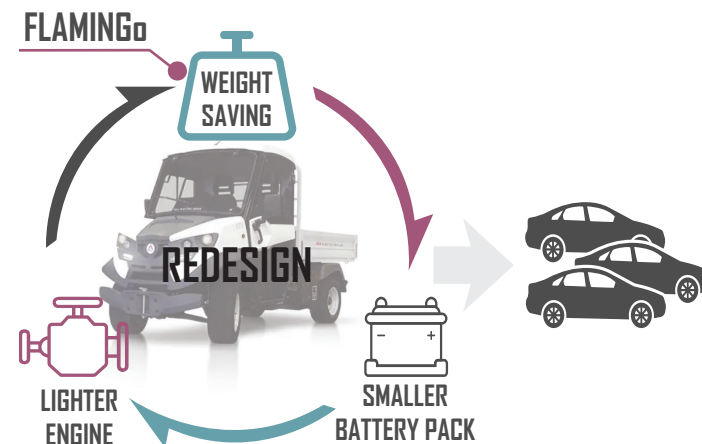 FLAMINGo
WEIGHT
SAVING
REDESIGN
- +
LIGHTER
ENGINE
SMALLER
BATTERY PACK